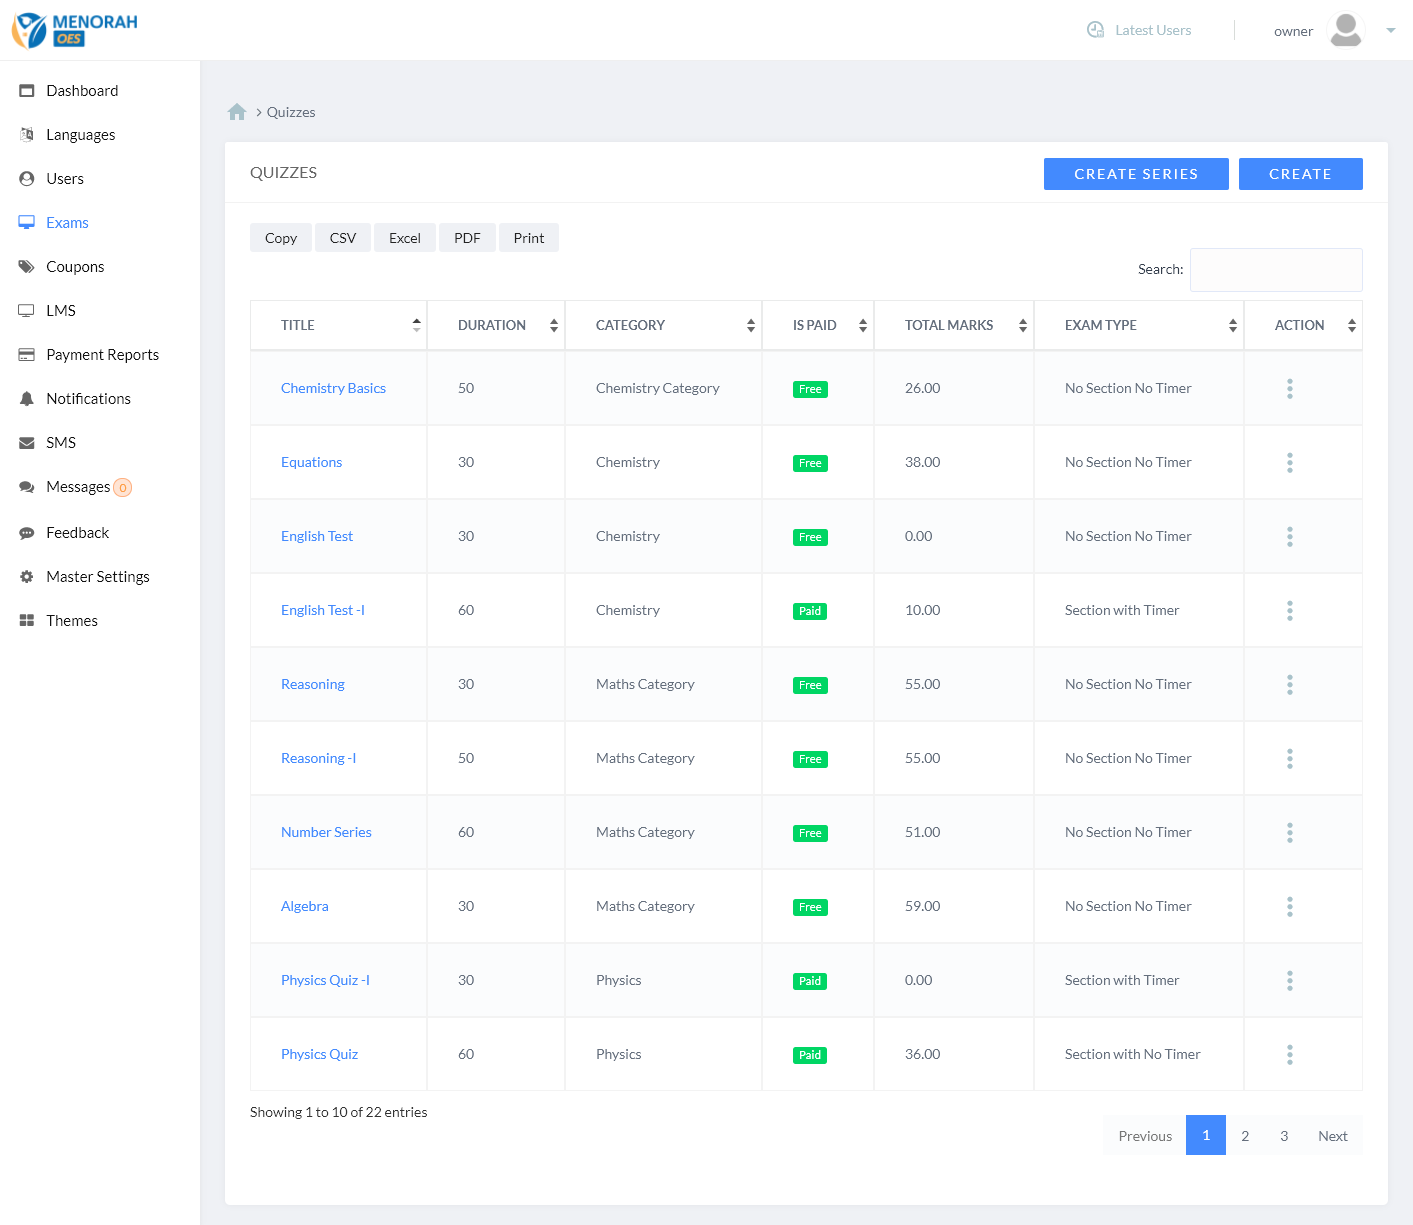 MENORAH
OES
Latest Users
owner
Dashboard
Languages
Users
Exams
Coupons
LMS
Payment Reports
Notifications
SMS
Messages 0
Feedback
Master Settings
Themes
> Quizzes
QUIZZES
CREATE SERIES CREATE
Copy CSV Excel PDF Print
Search:
TITLE DURATION CATEGORY IS PAID TOTAL MARKS EXAM TYPE ACTION
Chemistry Basics 50 Chemistry Category Free 26.00 No Section No Timer
Equations 30 Chemistry Free 38.00 No Section No Timer
English Test 30 Chemistry Free 0.00 No Section No Timer
English Test -I 60 Chemistry Paid 10.00 Section with Timer
Reasoning 30 Maths Category Free 55.00 No Section No Timer
Reasoning -I 50 Maths Category Free 55.00 No Section No Timer
Number Series 60 Maths Category Free 51.00 No Section No Timer
Algebra 30 Maths Category Free 59.00 No Section No Timer
Physics Quiz -I 30 Physics Paid 0.00 Section with Timer
Physics Quiz 60 Physics Paid 36.00 Section with No Timer
Showing 1 to 10 of 22 entries
Previous 1 2 3 Next